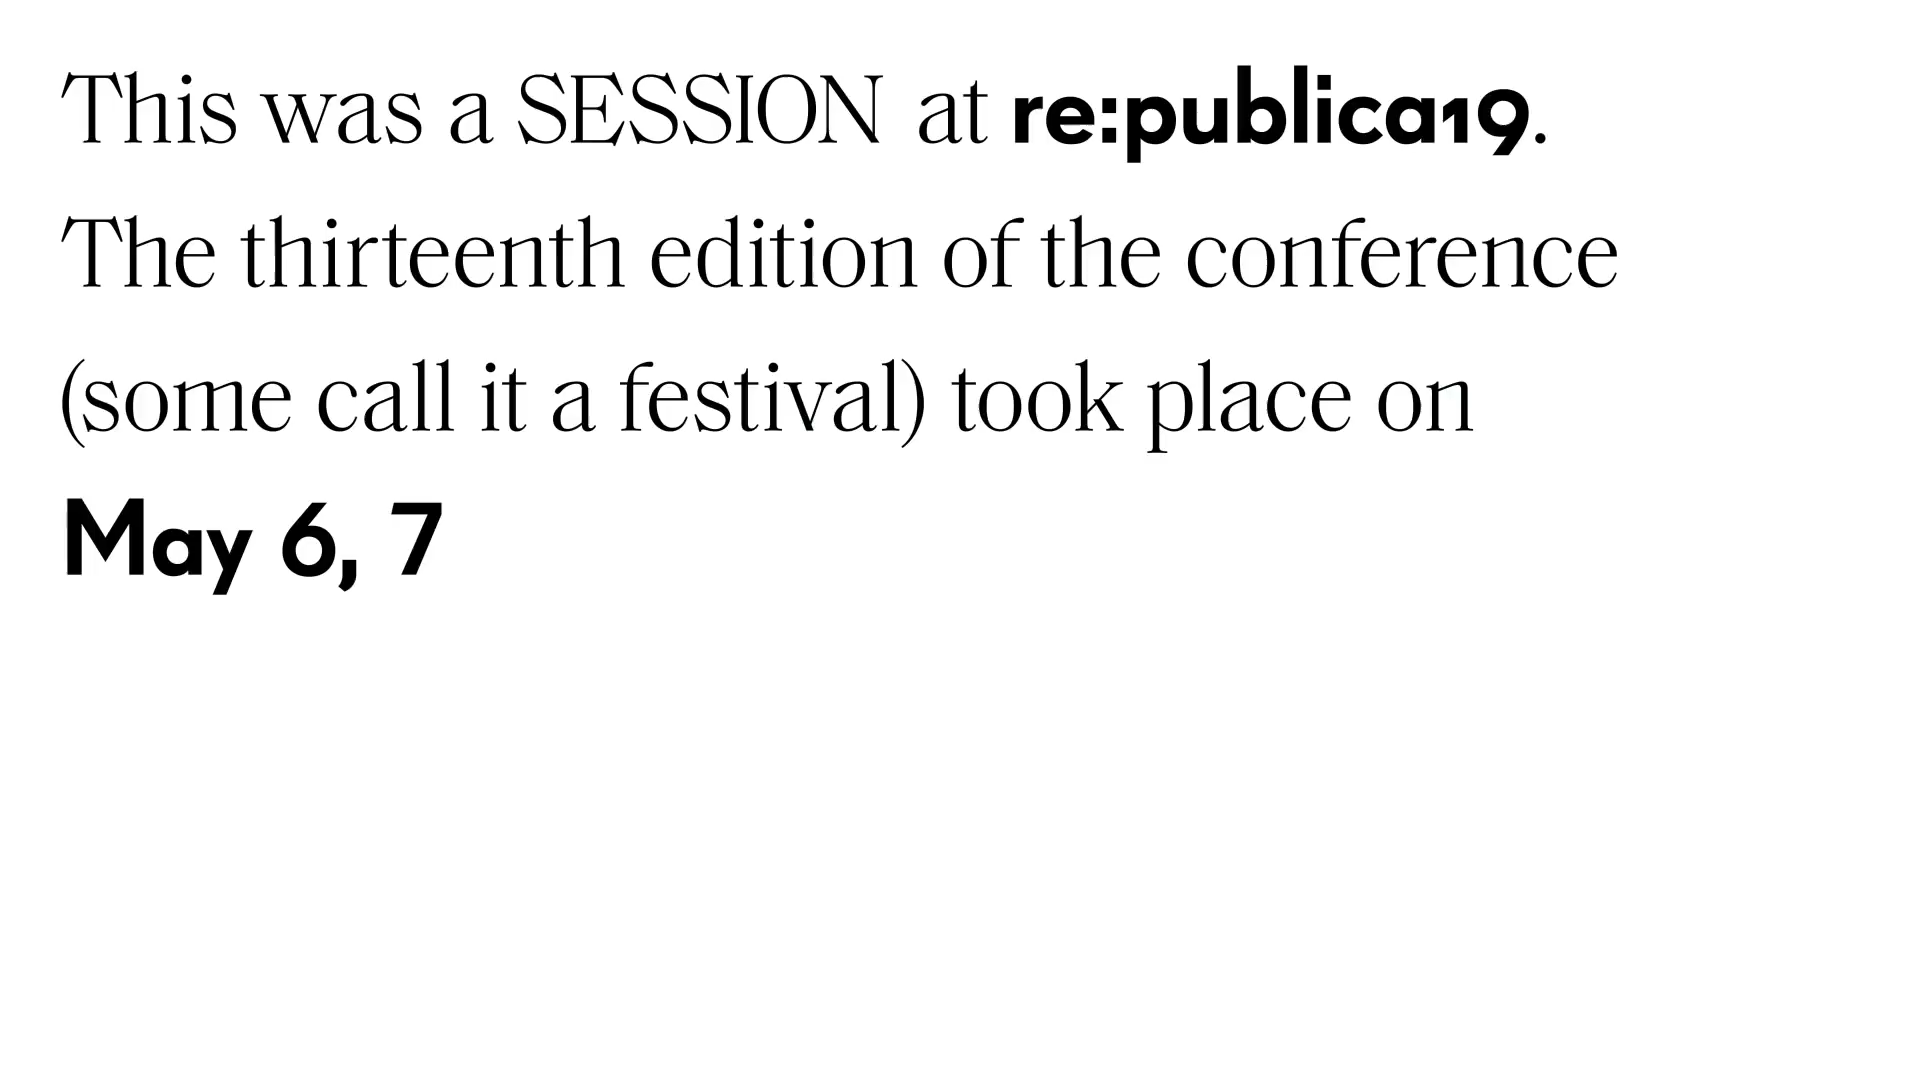 This was a SESSION at re:publica19.
The thirteenth edition of the conference
(some call it a festival) took place on
May 6, 7